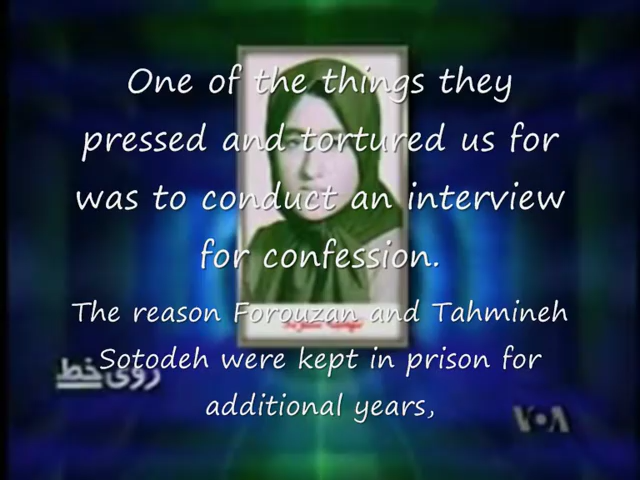 One of the things they
pressed and tortured us for
was to conduct an interview
for confession.
The reason Forouzan and Tahmineh
Sotodeh were kept in prison for
additional years,
روی خط
VOA